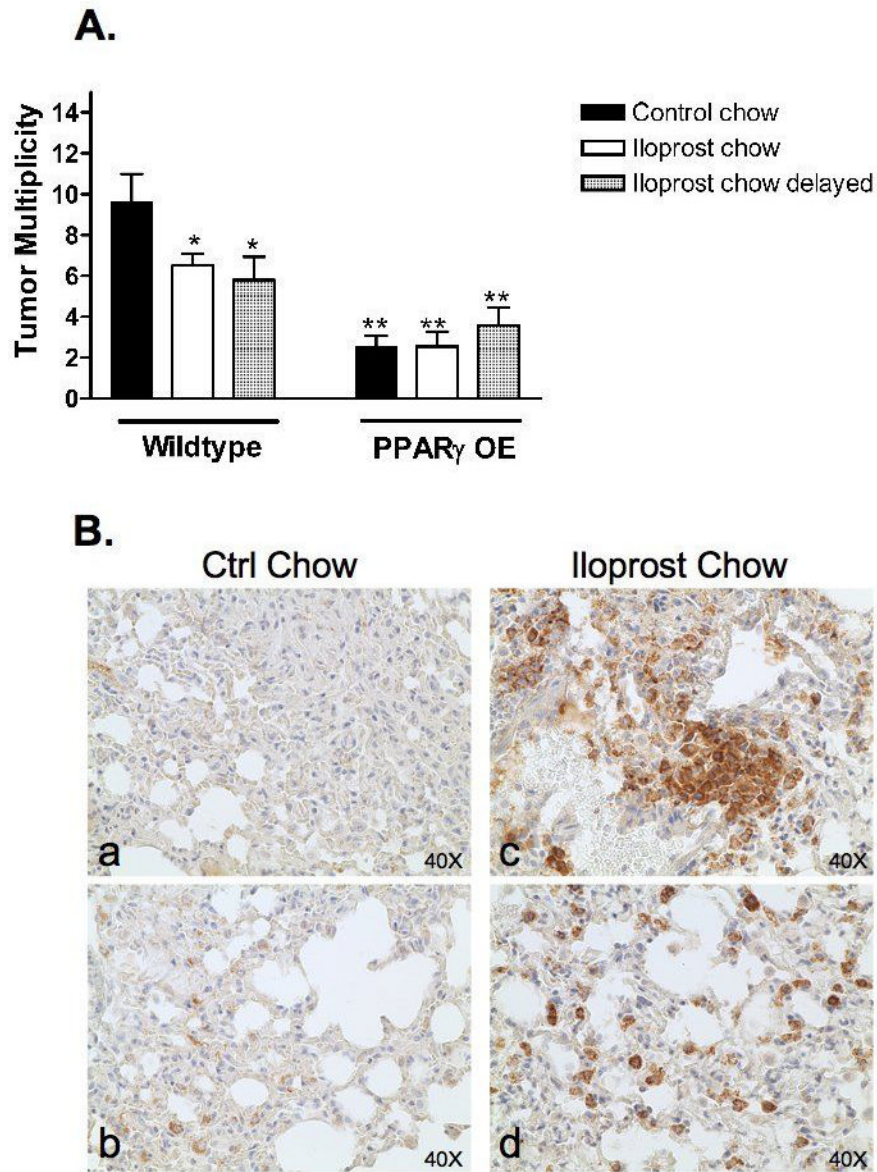 A.
Tumor Multiplicity
14
12
10
8
6
4
2
0
* *
** ** **
Wildtype PPARγ OE
Control chow
Iloprost chow
Iloprost chow delayed
B.
Ctrl Chow Iloprost Chow
a 40X c 40X
b 40X d 40X